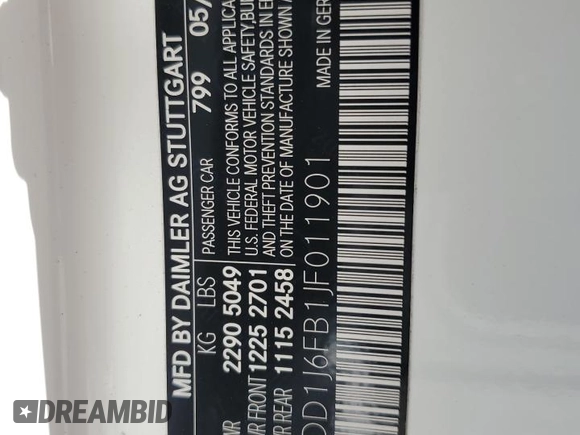 MFD BY DAIMLER AG STUTTGART
KG LBS PASSENGER CAR 799 05/
2290 5049 THIS VEHICLE CONFORMS TO ALL
FRONT 1225 2701 U.S. FEDERAL MOTOR VEHICLE SAFETY,
REAR 1115 2458 AND THEFT PREVENTION STANDARDS IN
ON THE DATE OF MANUFACTURE SHOWN
MADE IN GER
DD1J6FB1JF011901
DREAMBID